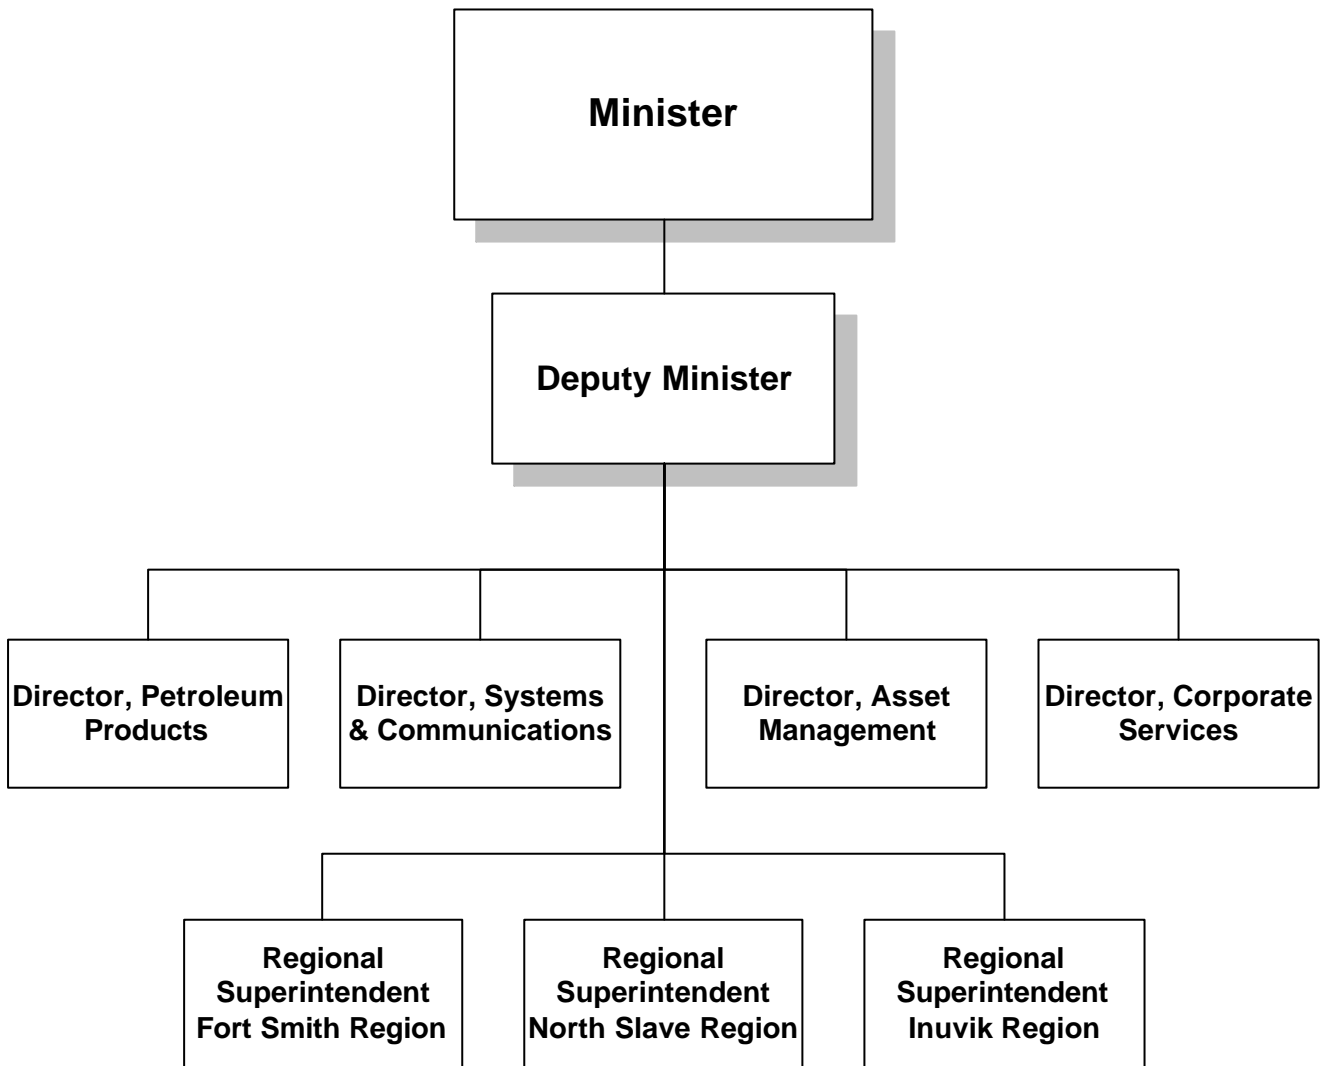 Minister
Deputy Minister
Director, Petroleum
Products
Director, Systems
& Communications
Director, Asset
Management
Director, Corporate
Services
Regional
Superintendent
Fort Smith Region
Regional
Superintendent
North Slave Region
Regional
Superintendent
Inuvik Region